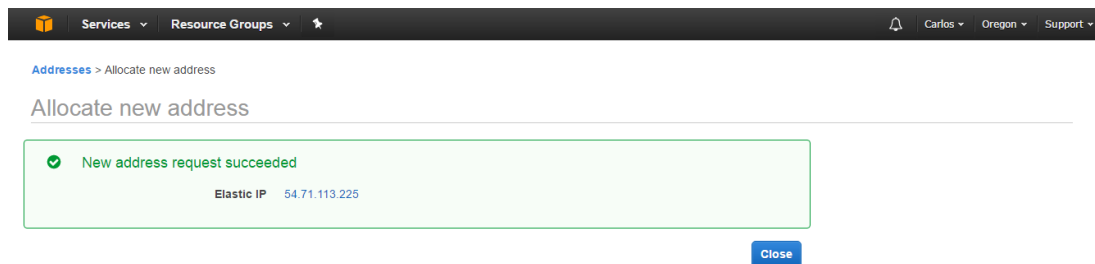 Services Resource Groups Carlos Oregon Support
Addresses > Allocate new address
Allocate new address
New address request succeeded
Elastic IP 54.71.113.225
Close